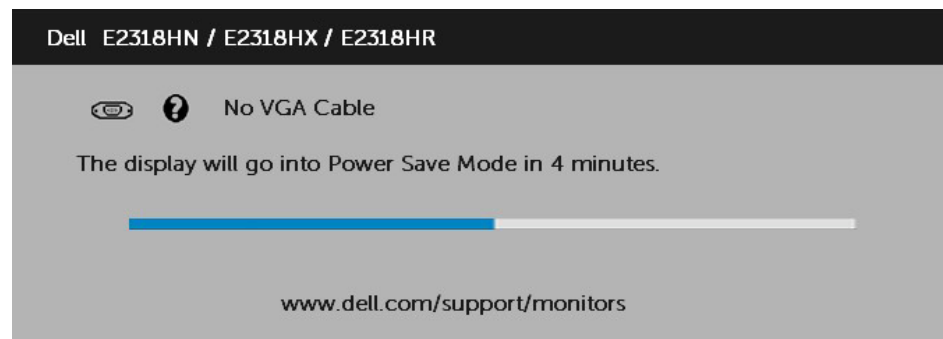 Dell E2318HN / E2318HX / E2318HR
? No VGA Cable
The display will go into Power Save Mode in 4 minutes.
www.dell.com/support/monitors